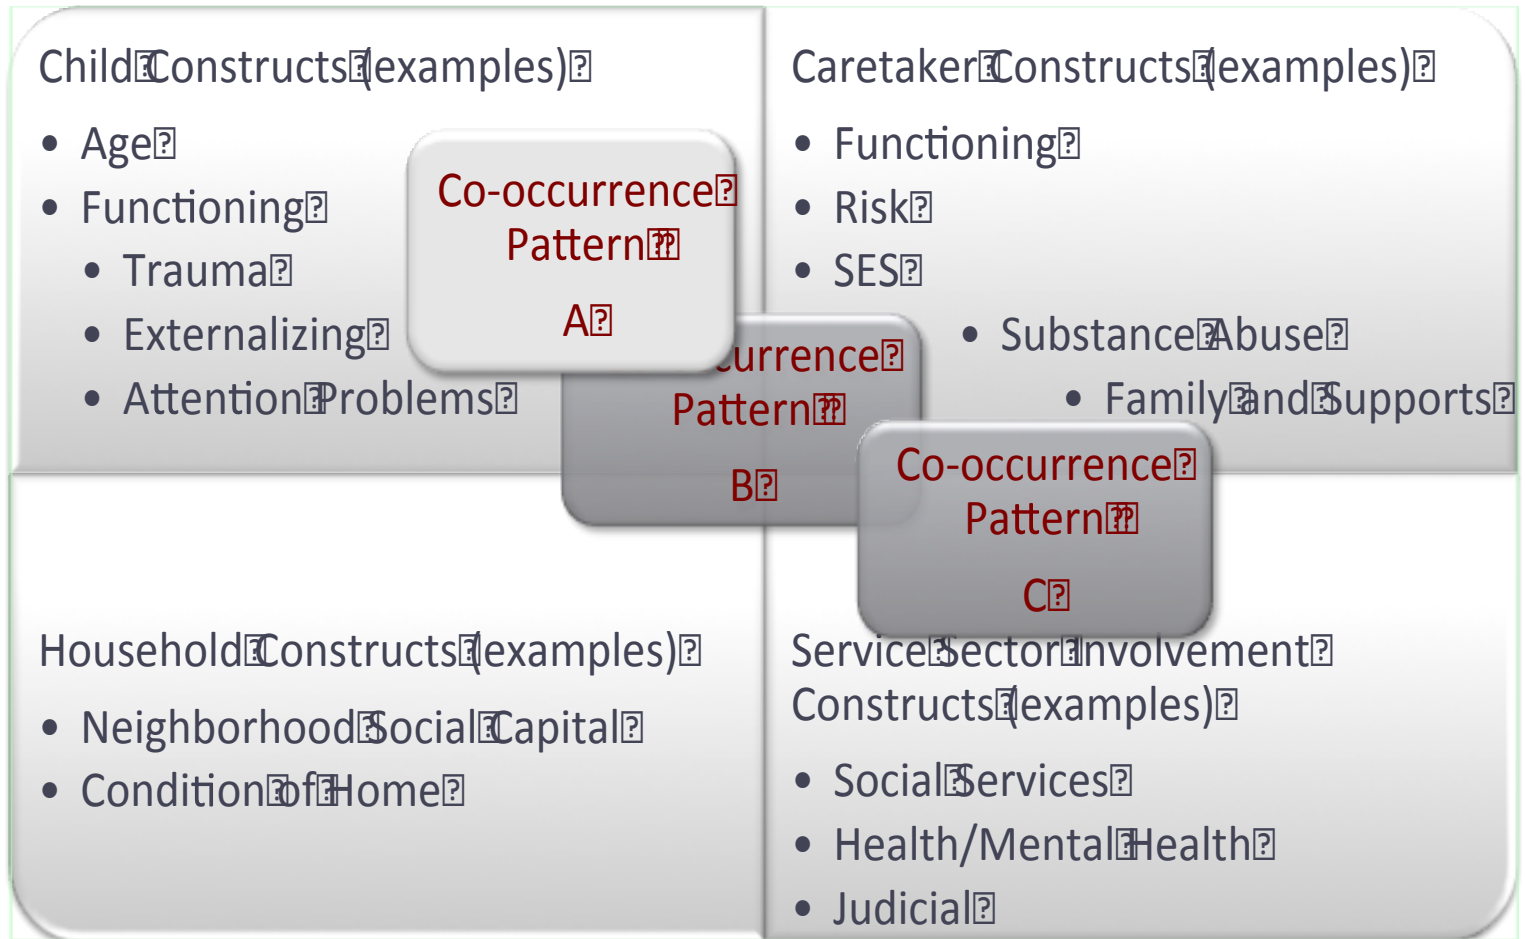 Child Constructs (examples)
• Age
• Functioning
• Trauma
• Externalizing
• Attention Problems
Caretaker Constructs (examples)
• Functioning
• Risk
• SES
• Substance Abuse
• Family and Supports
Co-occurrence
Pattern
A
currence
Pattern
B
Co-occurrence
Pattern
C
Household Constructs (examples)
• Neighborhood Social Capital
• Condition of Home
Service Sector Involvement
Constructs (examples)
• Social Services
• Health/Mental Health
• Judicial